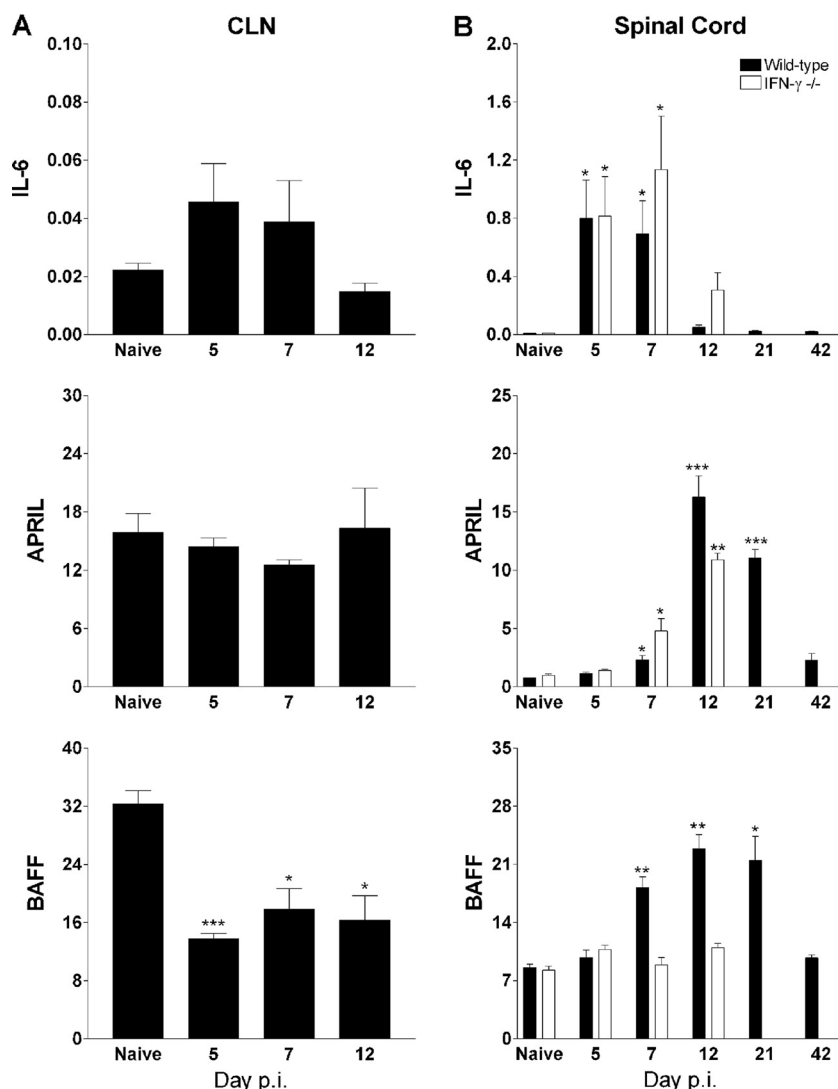 A
CLN
IL-6
0.10
0.08
0.06
0.04
0.02
0.00
Naive 5 7 12
APRIL
30
24
18
12
6
0
Naive 5 7 12
BAFF
40
32
24
16
8
0
*** * *
Naive 5 7 12
Day p.i.
B
Spinal Cord
Wild-type
IFN-γ -/-
IL-6
2.0
1.6
1.2
0.8
0.4
0.0
* * * *
Naive 5 7 12 21 42
APRIL
25
20
15
10
5
0
* * *** ** ***
Naive 5 7 12 21 42
BAFF
35
28
21
14
7
0
** ** *
Naive 5 7 12 21 42
Day p.i.